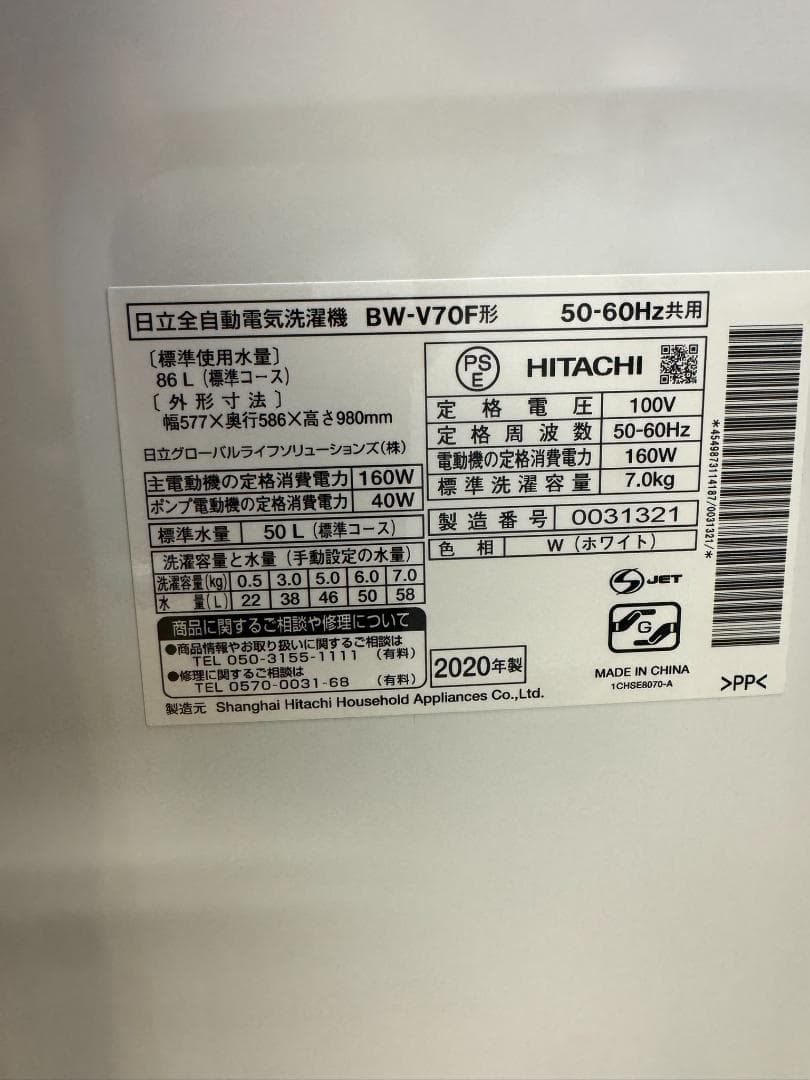 日立全自動電気洗濯機 BW-V70F形 50-60Hz共用
〔標準使用水量〕
86 L (標準コース)
〔外形寸法〕
幅577×奥行586×高さ980mm
日立グローバルライフソリューションズ(株)
主電動機の定格消費電力 160W
ポンプ電動機の定格消費電力 40W
標準水量 50 L (標準コース)
洗濯容量と水量 (手動設定の水量)
洗濯容量(kg) 0.5 3.0 5.0 6.0 7.0
水量(L) 22 38 46 50 58
商品に関するご相談や修理について
●商品情報やお取り扱いに関するご相談は
TEL 050-3155-1111 (有料)
●修理に関するご相談は
TEL 0570-0031-68 (有料)
PS
E
HITACHI
定格電圧 100V
定格周波数 50-60Hz
電動機の定格消費電力 160W
標準洗濯容量 7.0kg
製造番号 0031321
色相 W (ホワイト)
S JET
G
2020年製
MADE IN CHINA
1CHSE8070-A
>PP<
製造元 Shanghai Hitachi Household Appliances Co.,Ltd.
*4549873114187/0031321/*